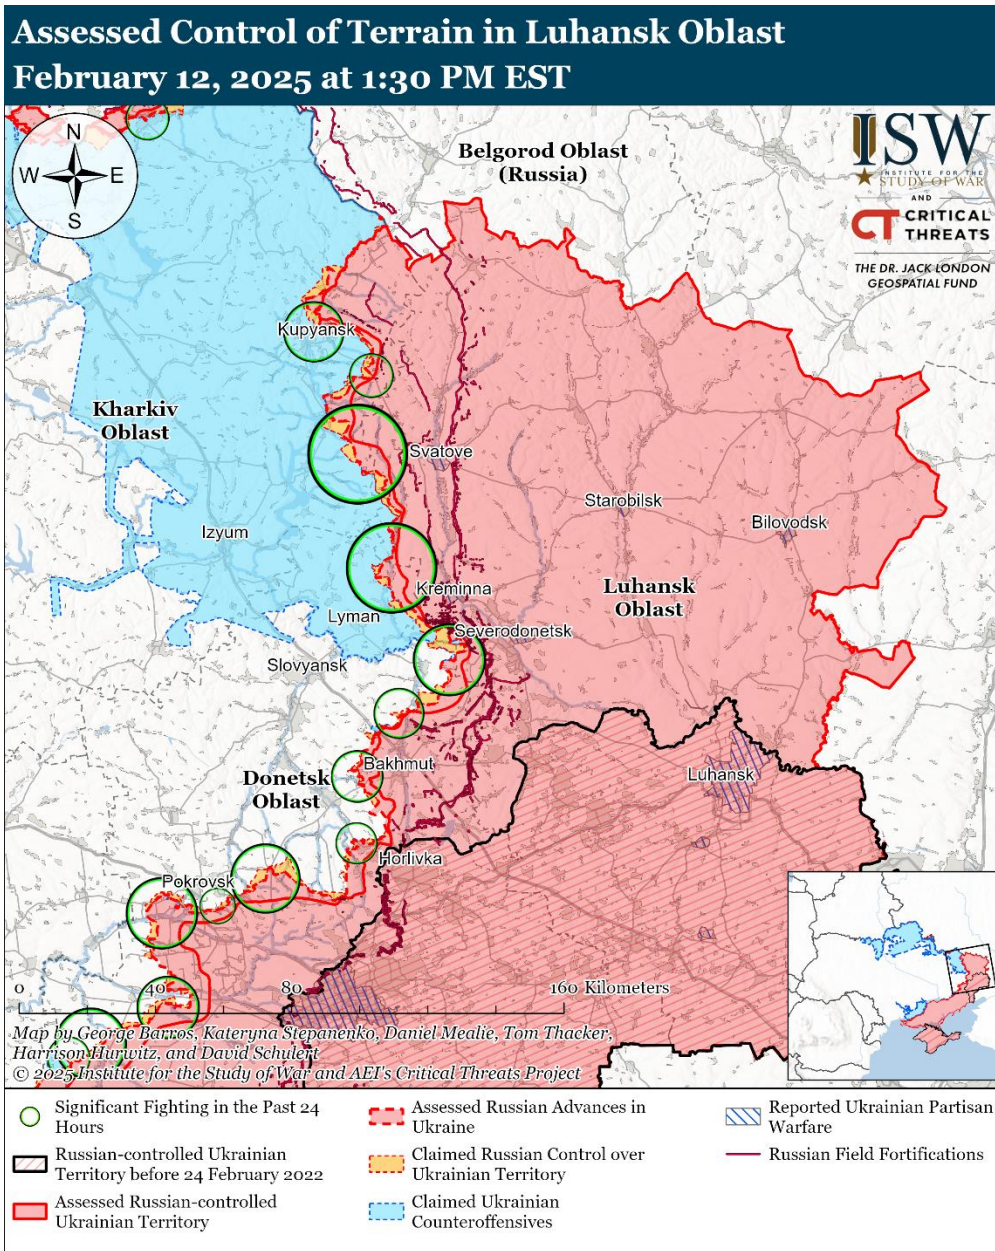 Assessed Control of Terrain in Luhansk Oblast
February 12, 2025 at 1:30 PM EST
N
W E
S
Belgorod Oblast
(Russia)
ISW
INSTITUTE FOR THE
STUDY OF WAR
AND
CT CRITICAL
THREATS
THE DR. JACK LONDON
GEOSPATIAL FUND
Kupyansk
Kharkiv
Oblast
Svatove
Starobilsk
Bilovodsk
Izyum
Kreminna
Luhansk
Oblast
Lyman
Severodonetsk
Slovyansk
Bakhmut
Luhansk
Donetsk
Oblast
Horlivka
Pokrovsk
0 40 80 160 Kilometers
Map by George Barros, Kateryna Stepanenko, Daniel Mealie, Tom Thacker,
Harrison Hurwitz, and David Schulert
© 2025 Institute for the Study of War and AEI's Critical Threats Project
Significant Fighting in the Past 24
Hours
Russian-controlled Ukrainian
Territory before 24 February 2022
Assessed Russian-controlled
Ukrainian Territory
Assessed Russian Advances in
Ukraine
Claimed Russian Control over
Ukrainian Territory
Claimed Ukrainian
Counteroffensives
Reported Ukrainian Partisan
Warfare
Russian Field Fortifications